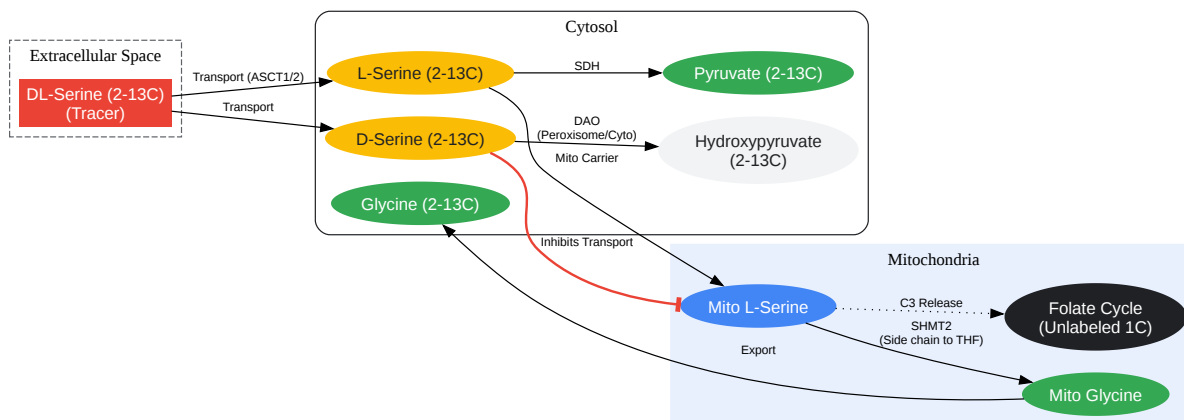 Cytosol
Extracellular Space
DL-Serine (2-13C)
(Tracer)
Transport (ASCT1/2)
Transport
L-Serine (2-13C)
SDH
Pyruvate (2-13C)
D-Serine (2-13C)
DAO
(Peroxisome/Cyto)
Mito Carrier
Hydroxypyruvate
(2-13C)
Glycine (2-13C)
Inhibits Transport
Mitochondria
Mito L-Serine
C3 Release
Folate Cycle
(Unlabeled 1C)
SHMT2
(Side chain to THF)
Export
Mito Glycine